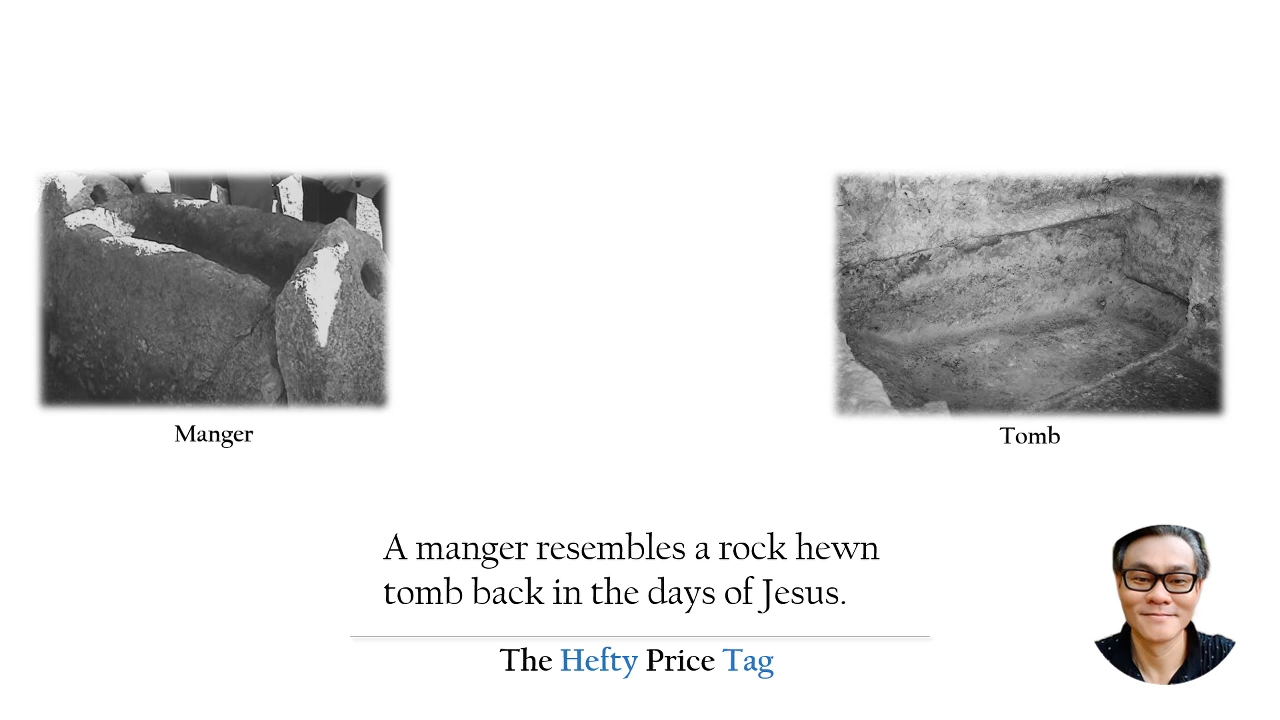 Manger
Tomb
A manger resembles a rock hewn
tomb back in the days of Jesus.
The Hefty Price Tag